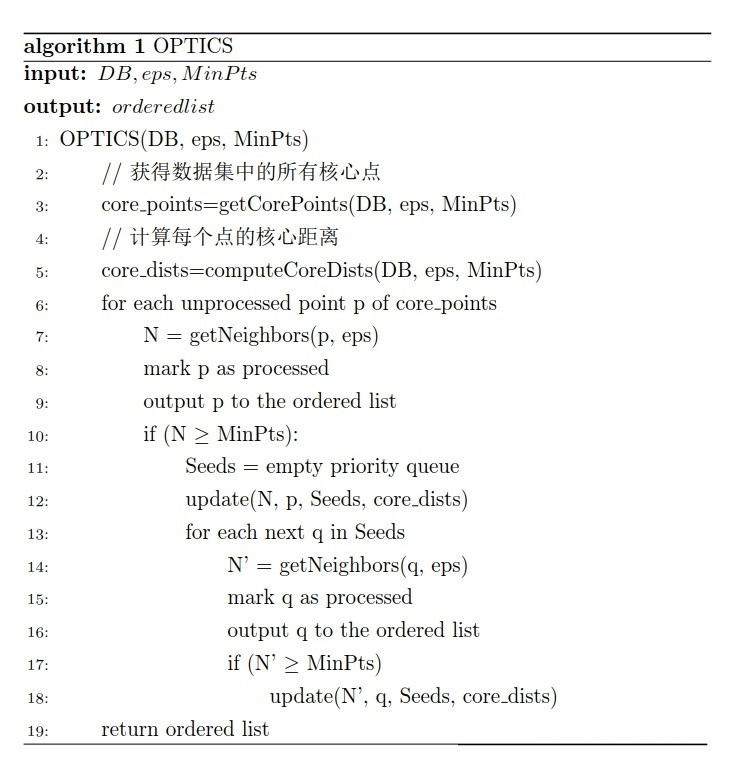 algorithm 1 OPTICS
input: DB, eps, MinPts
output: orderedlist
1: OPTICS(DB, eps, MinPts)
2: // 获得数据集中的所有核心点
3: core_points=getCorePoints(DB, eps, MinPts)
4: // 计算每个点的核心距离
5: core_dists=computeCoreDists(DB, eps, MinPts)
6: for each unprocessed point p of core_points
7: N = getNeighbors(p, eps)
8: mark p as processed
9: output p to the ordered list
10: if (N ≥ MinPts):
11: Seeds = empty priority queue
12: update(N, p, Seeds, core_dists)
13: for each next q in Seeds
14: N' = getNeighbors(q, eps)
15: mark q as processed
16: output q to the ordered list
17: if (N' ≥ MinPts)
18: update(N', q, Seeds, core_dists)
19: return ordered list